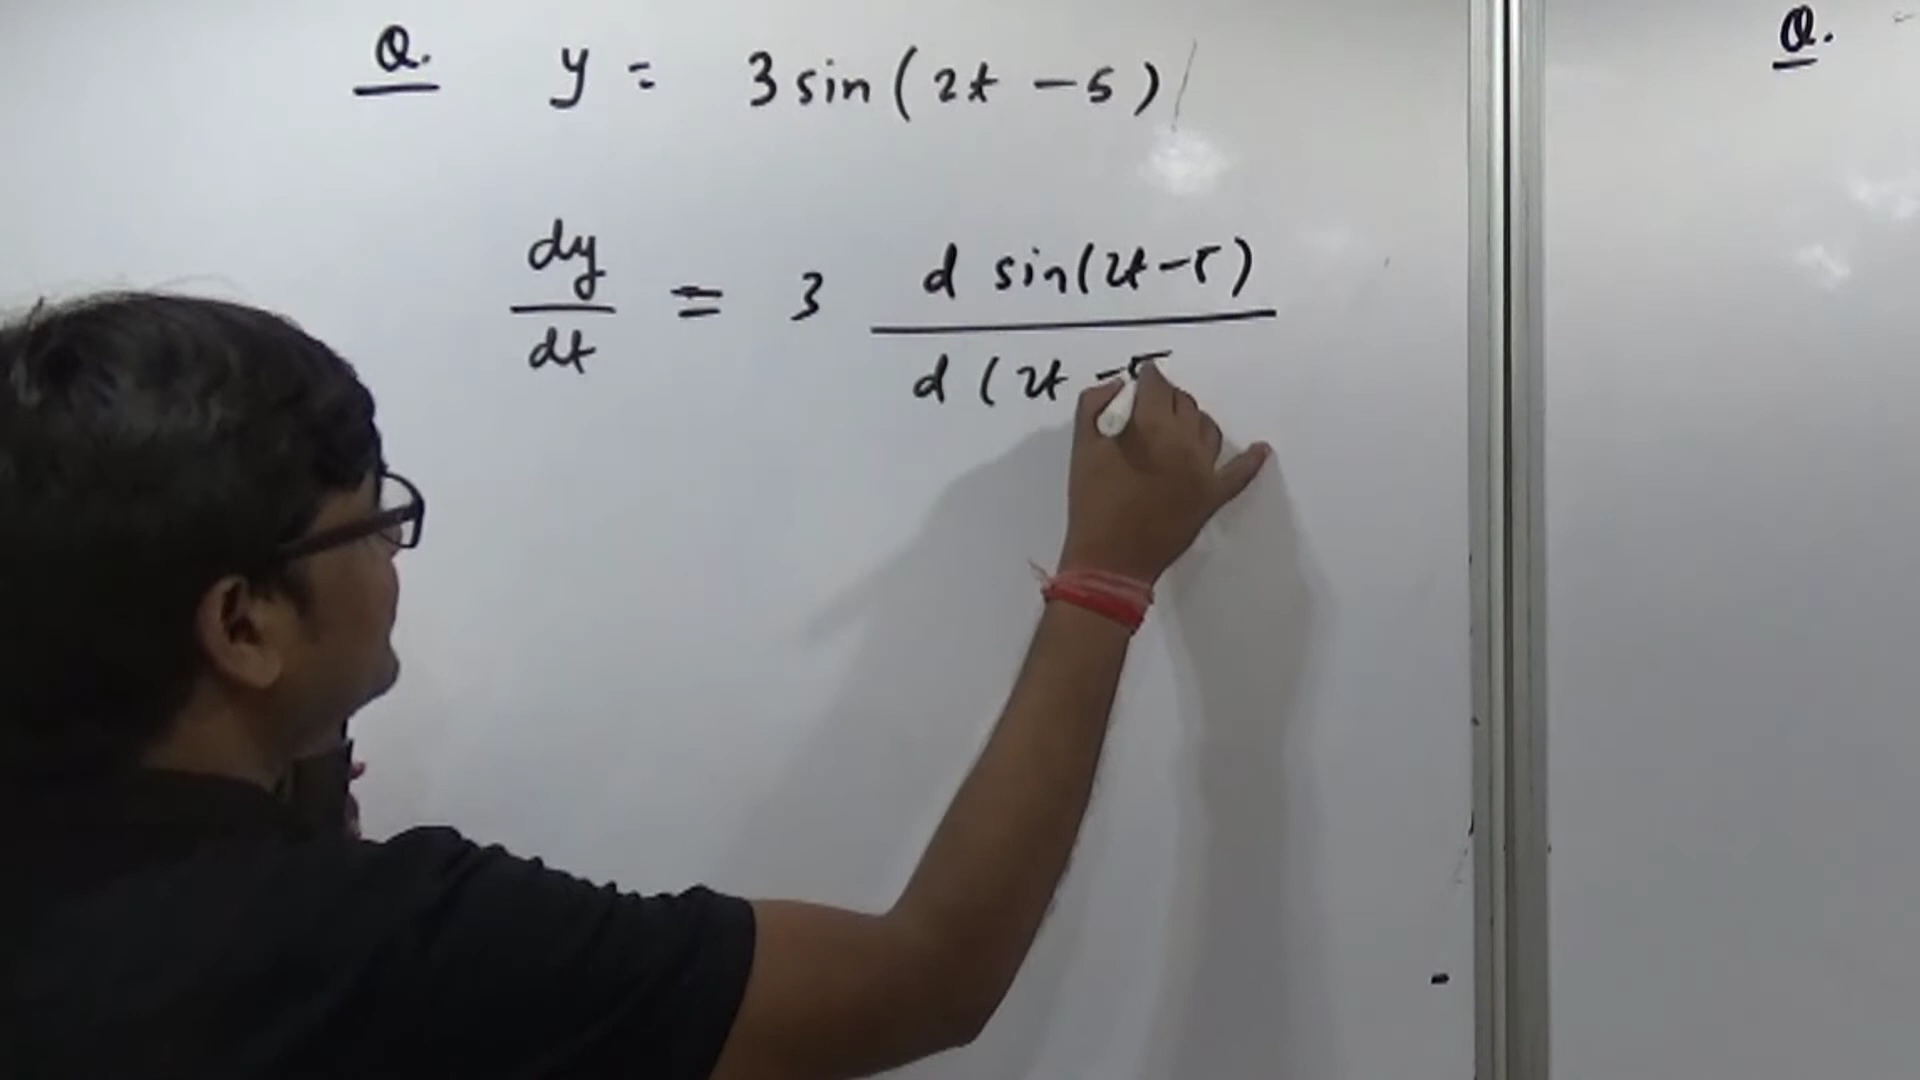 Q. y = 3 sin(2t - 5)
dy/dt = 3 d sin(2t - 5) / d(2t - 5
Q.